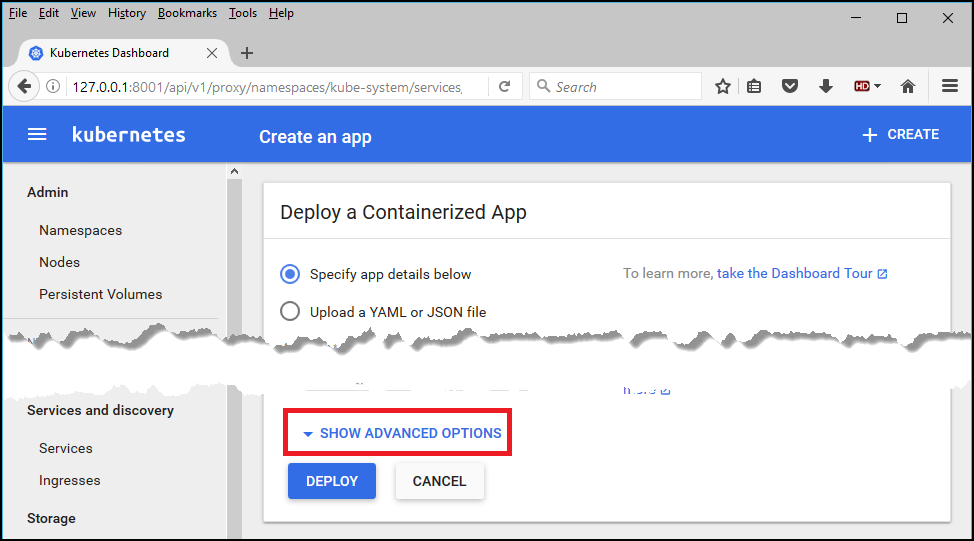 File Edit View History Bookmarks Tools Help
Kubernetes Dashboard
127.0.0.1:8001/api/v1/proxy/namespaces/kube-system/services
Search
HD
kubernetes
Create an app
CREATE
Admin
Namespaces
Nodes
Persistent Volumes
Deploy a Containerized App
Specify app details below
To learn more, take the Dashboard Tour
Upload a YAML or JSON file
Services and discovery
Services
Ingresses
Storage
SHOW ADVANCED OPTIONS
DEPLOY
CANCEL